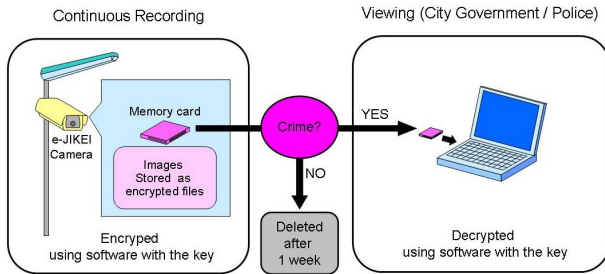 Continuous Recording
Viewing (City Government / Police)
e-JIKEI
Camera
Memory card
Images
Stored as
encrypted files
Encryped
using software with the key
Crime?
YES
NO
Deleted
after
1 week
Decrypted
using software with the key